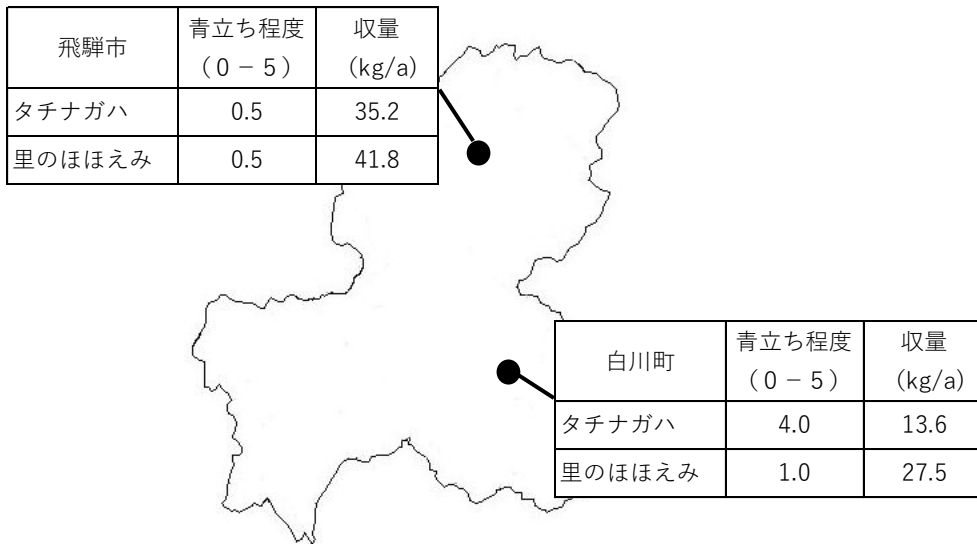 飛騨市 青立ち程度 収量
（0－5） (kg/a)
タチナガハ 0.5 35.2
里のほほえみ 0.5 41.8
白川町 青立ち程度 収量
（0－5） (kg/a)
タチナガハ 4.0 13.6
里のほほえみ 1.0 27.5